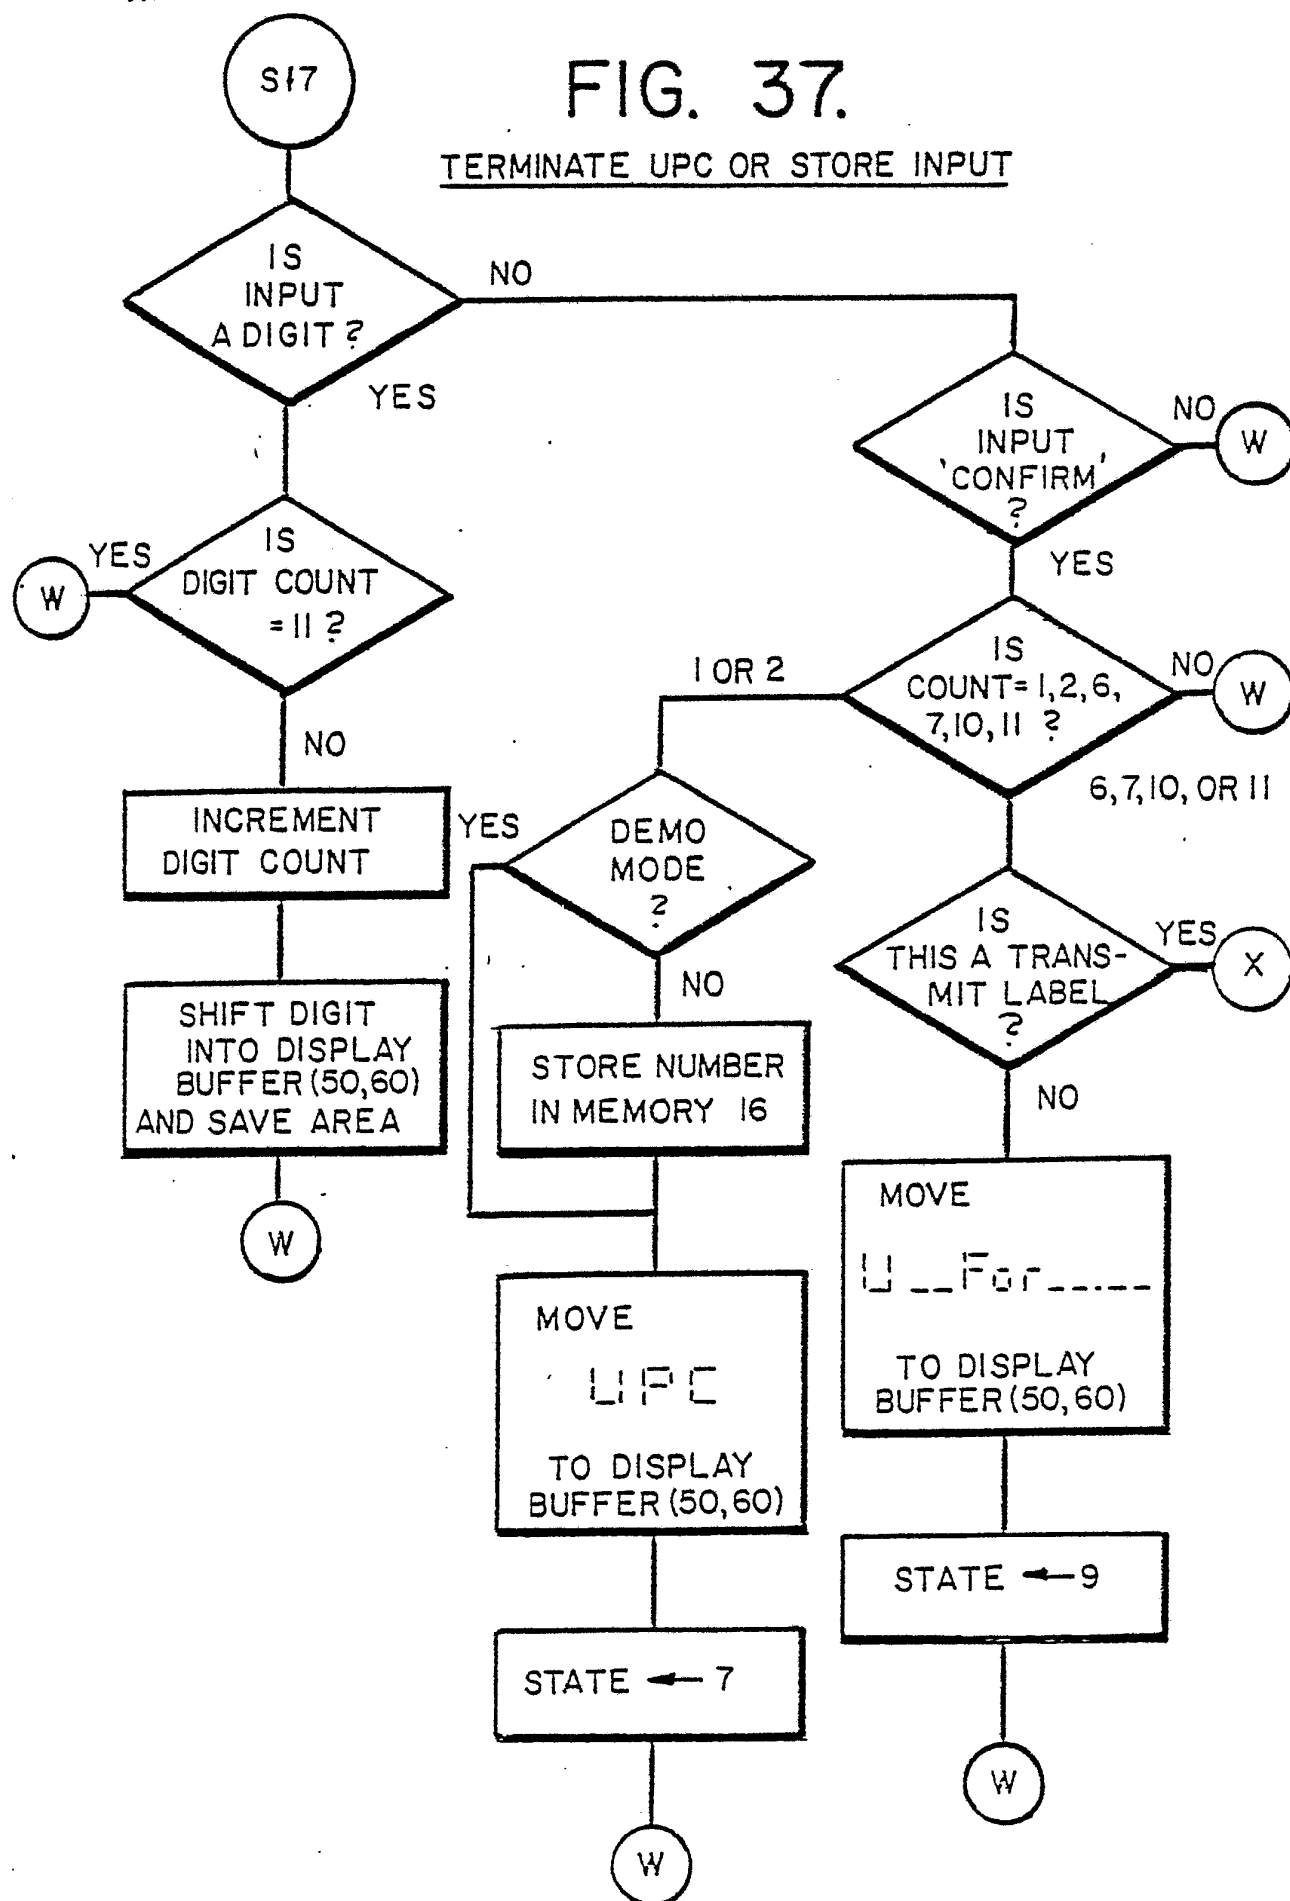 S17
FIG. 37.
TERMINATE UPC OR STORE INPUT
IS
INPUT
A DIGIT ?
NO
YES
IS
INPUT
'CONFIRM'
?
NO
W
YES
IS
DIGIT COUNT
= 11 ?
YES
W
NO
IS
COUNT= 1,2,6,
7,10,11 ?
NO
W
1 OR 2
6,7,10, OR 11
INCREMENT
DIGIT COUNT
DEMO
MODE
?
YES
NO
IS
THIS A TRANS-
MIT LABEL
?
YES
X
NO
SHIFT DIGIT
INTO DISPLAY
BUFFER (50,60)
AND SAVE AREA
W
STORE NUMBER
IN MEMORY 16
MOVE
U __For__.__
TO DISPLAY
BUFFER (50,60)
MOVE
UPC
TO DISPLAY
BUFFER (50,60)
STATE ← 9
W
STATE ← 7
W